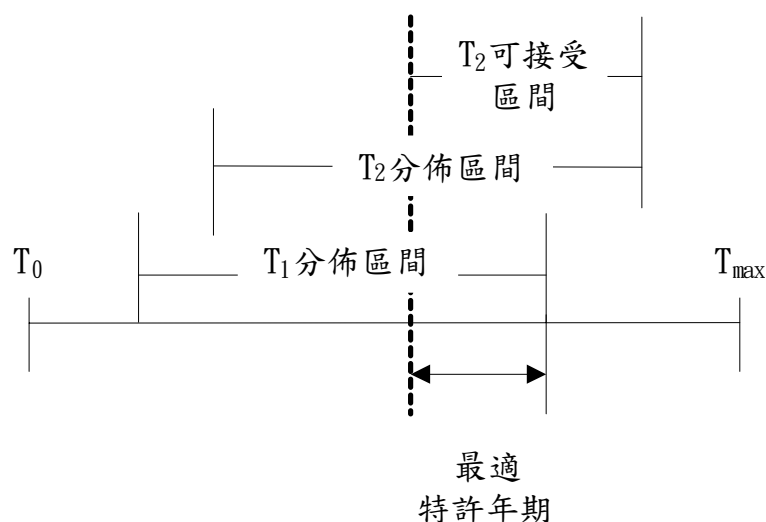 T₂可接受
區間
T₂分佈區間
T₁分佈區間
T₀
Tmax
最適
特許年期